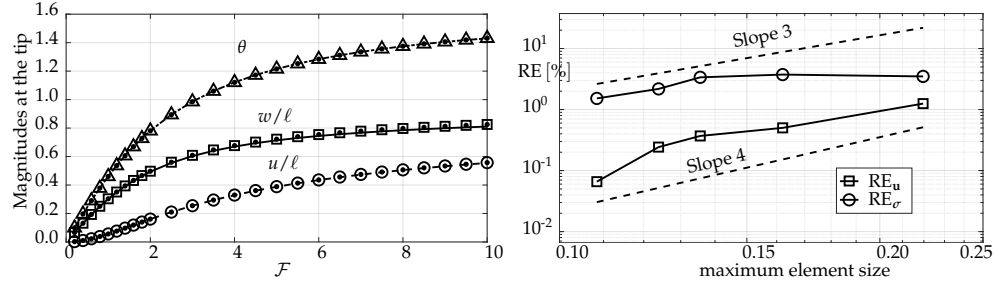 Magnitudes at the tip
1.6
1.4
1.2
1.0
0.8
0.6
0.4
0.2
0.0
θ
w/ℓ
u/ℓ
0 2 4 6 8 10
ℱ
RE [%]
10¹
10⁰
10⁻¹
10⁻²
Slope 3
Slope 4
RE_u
RE_σ
0.10 0.15 0.20 0.25
maximum element size